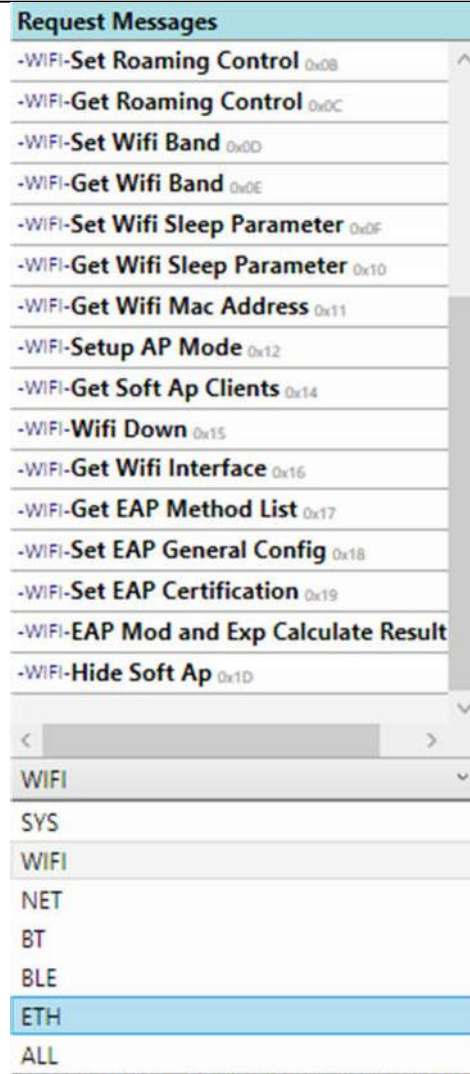 Request Messages
-WIFI-Set Roaming Control 0x0B
-WIFI-Get Roaming Control 0x0C
-WIFI-Set Wifi Band 0x0D
-WIFI-Get Wifi Band 0x0E
-WIFI-Set Wifi Sleep Parameter 0x0F
-WIFI-Get Wifi Sleep Parameter 0x10
-WIFI-Get Wifi Mac Address 0x11
-WIFI-Setup AP Mode 0x12
-WIFI-Get Soft Ap Clients 0x14
-WIFI-Wifi Down 0x15
-WIFI-Get Wifi Interface 0x16
-WIFI-Get EAP Method List 0x17
-WIFI-Set EAP General Config 0x18
-WIFI-Set EAP Certification 0x19
-WIFI-EAP Mod and Exp Calculate Result
-WIFI-Hide Soft Ap 0x1D
WIFI
SYS
WIFI
NET
BT
BLE
ETH
ALL